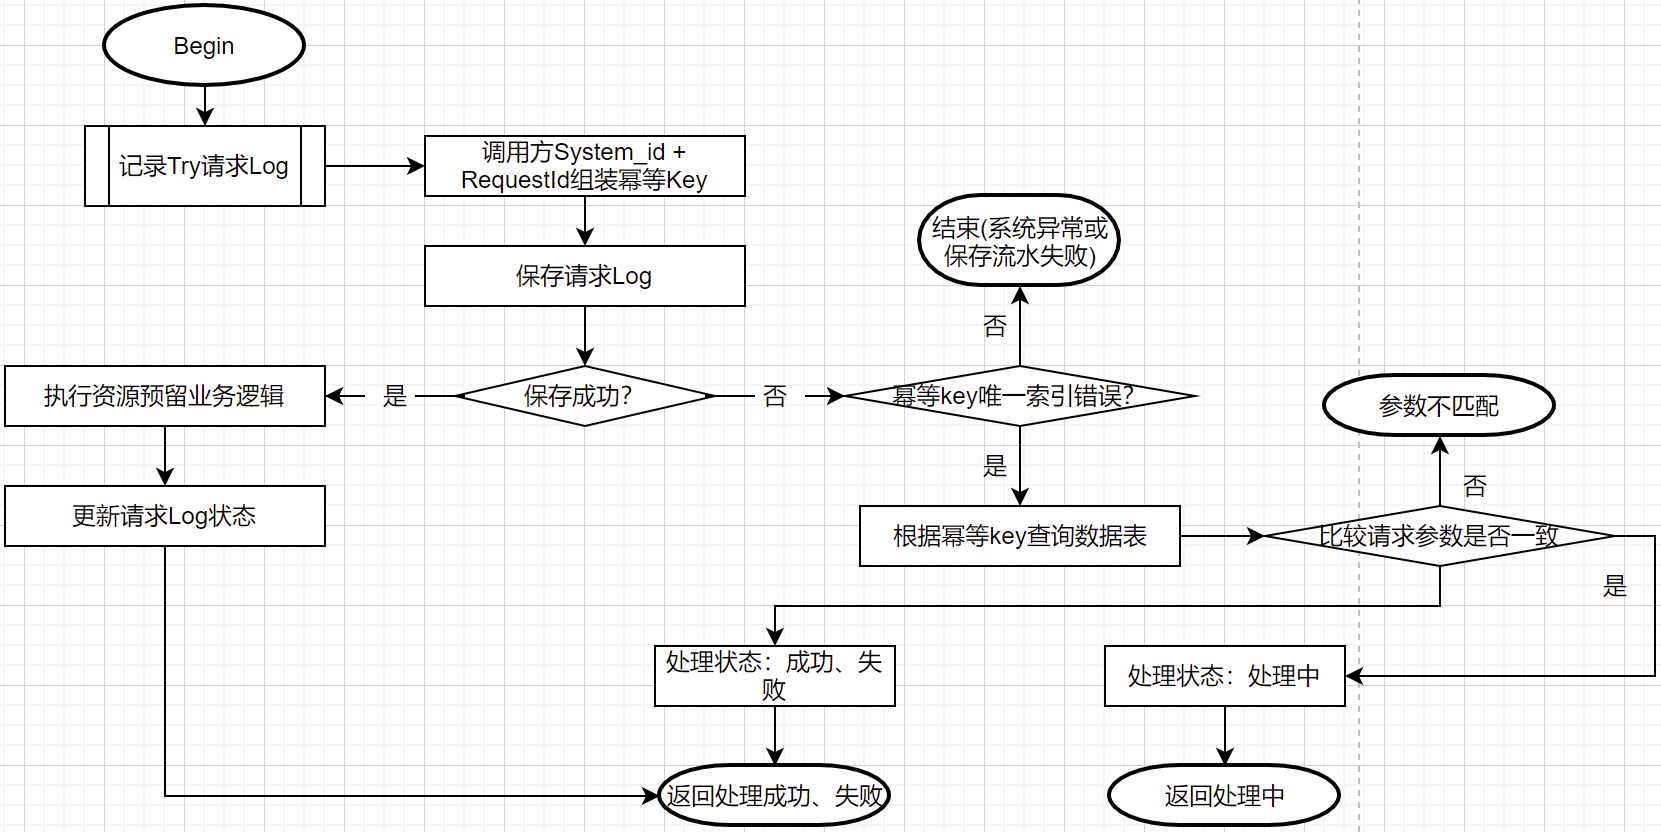 Begin
记录Try请求Log
调用方System_id +
RequestId组装幂等Key
结束(系统异常或
保存流水失败)
保存请求Log
否
执行资源预留业务逻辑
是
保存成功？
否
幂等key唯一索引错误？
参数不匹配
是
否
更新请求Log状态
根据幂等key查询数据表
比较请求参数是否一致
是
处理状态：成功、失
败
处理状态：处理中
返回处理成功、失败
返回处理中